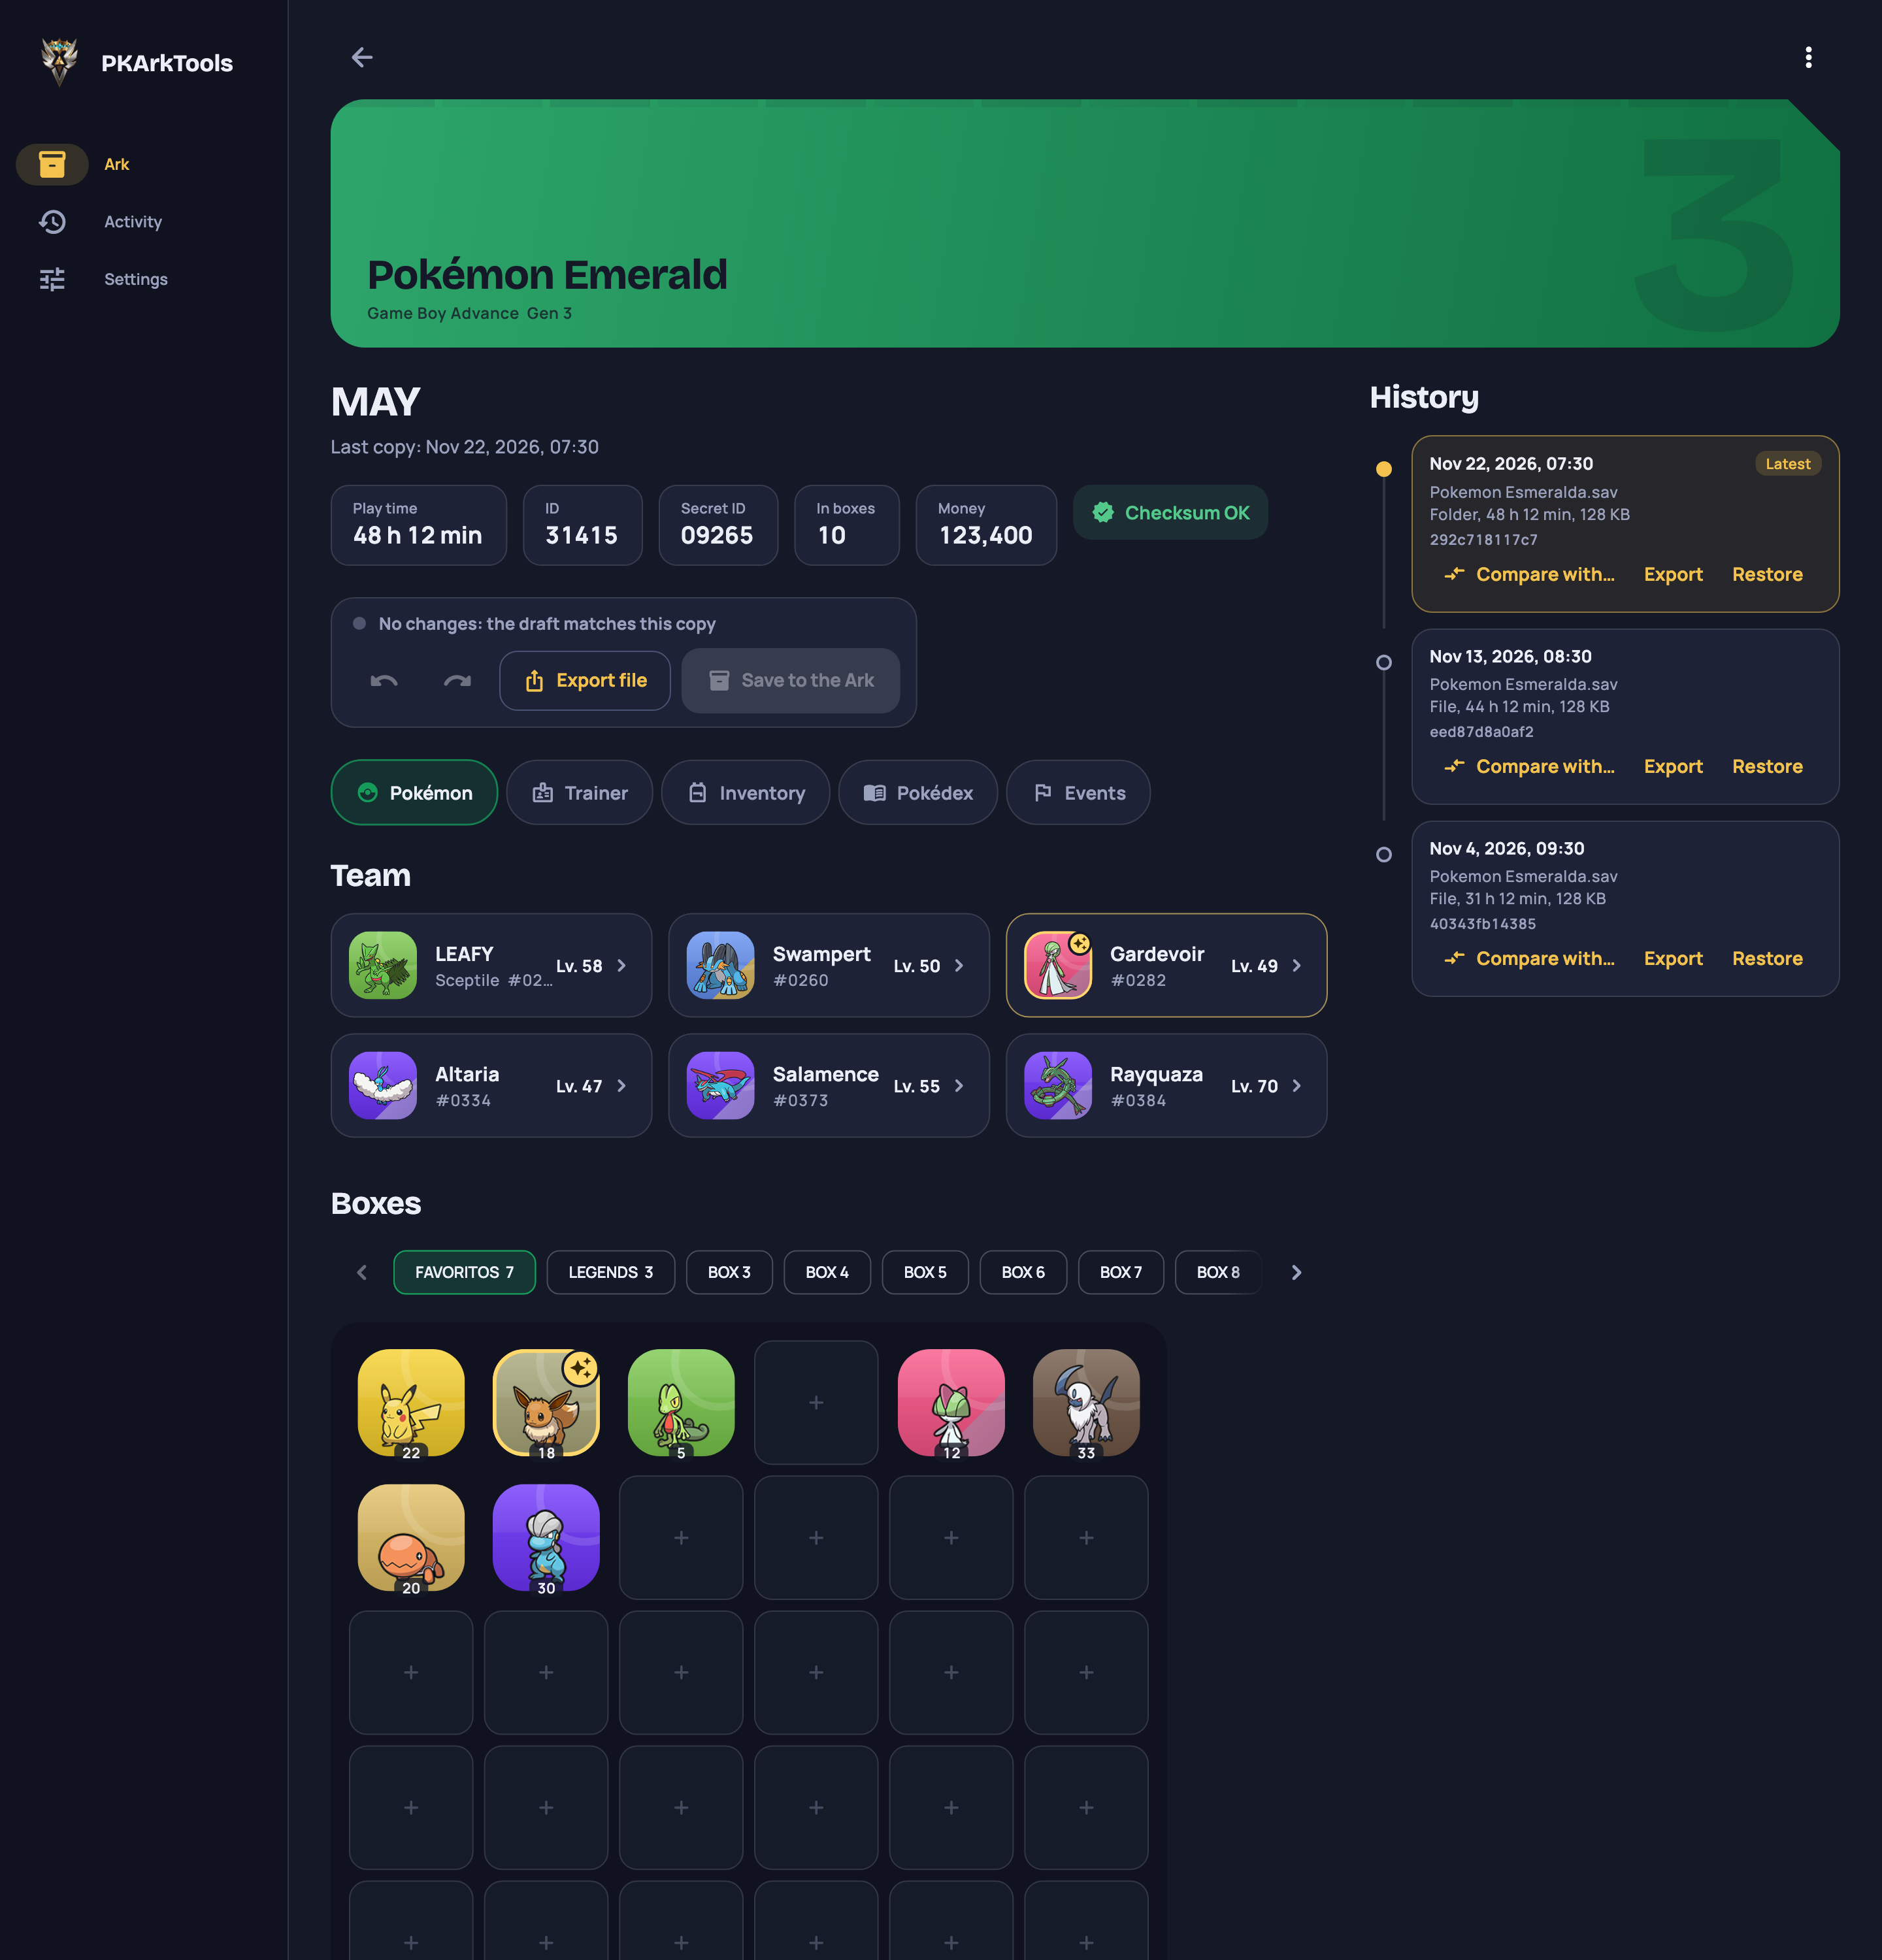 PKArkTools
Ark
Activity
Settings
3
Pokémon Emerald
Game Boy Advance Gen 3
MAY
Last copy: Nov 22, 2026, 07:30
Play time
48 h 12 min
ID
31415
Secret ID
09265
In boxes
10
Money
123,400
Checksum OK
No changes: the draft matches this copy
Export file
Save to the Ark
Pokémon
Trainer
Inventory
Pokédex
Events
Team
LEAFY
Sceptile #02...
Lv. 58
Swampert
#0260
Lv. 50
Gardevoir
#0282
Lv. 49
Altaria
#0334
Lv. 47
Salamence
#0373
Lv. 55
Rayquaza
#0384
Lv. 70
Boxes
FAVORITOS 7
LEGENDS 3
BOX 3
BOX 4
BOX 5
BOX 6
BOX 7
BOX 8
22
18
5
12
33
20
30
History
Nov 22, 2026, 07:30
Latest
Pokemon Esmeralda.sav
Folder, 48 h 12 min, 128 KB
292c718117c7
Compare with...
Export
Restore
Nov 13, 2026, 08:30
Pokemon Esmeralda.sav
File, 44 h 12 min, 128 KB
eed87d8a0af2
Compare with...
Export
Restore
Nov 4, 2026, 09:30
Pokemon Esmeralda.sav
File, 31 h 12 min, 128 KB
40343fb14385
Compare with...
Export
Restore